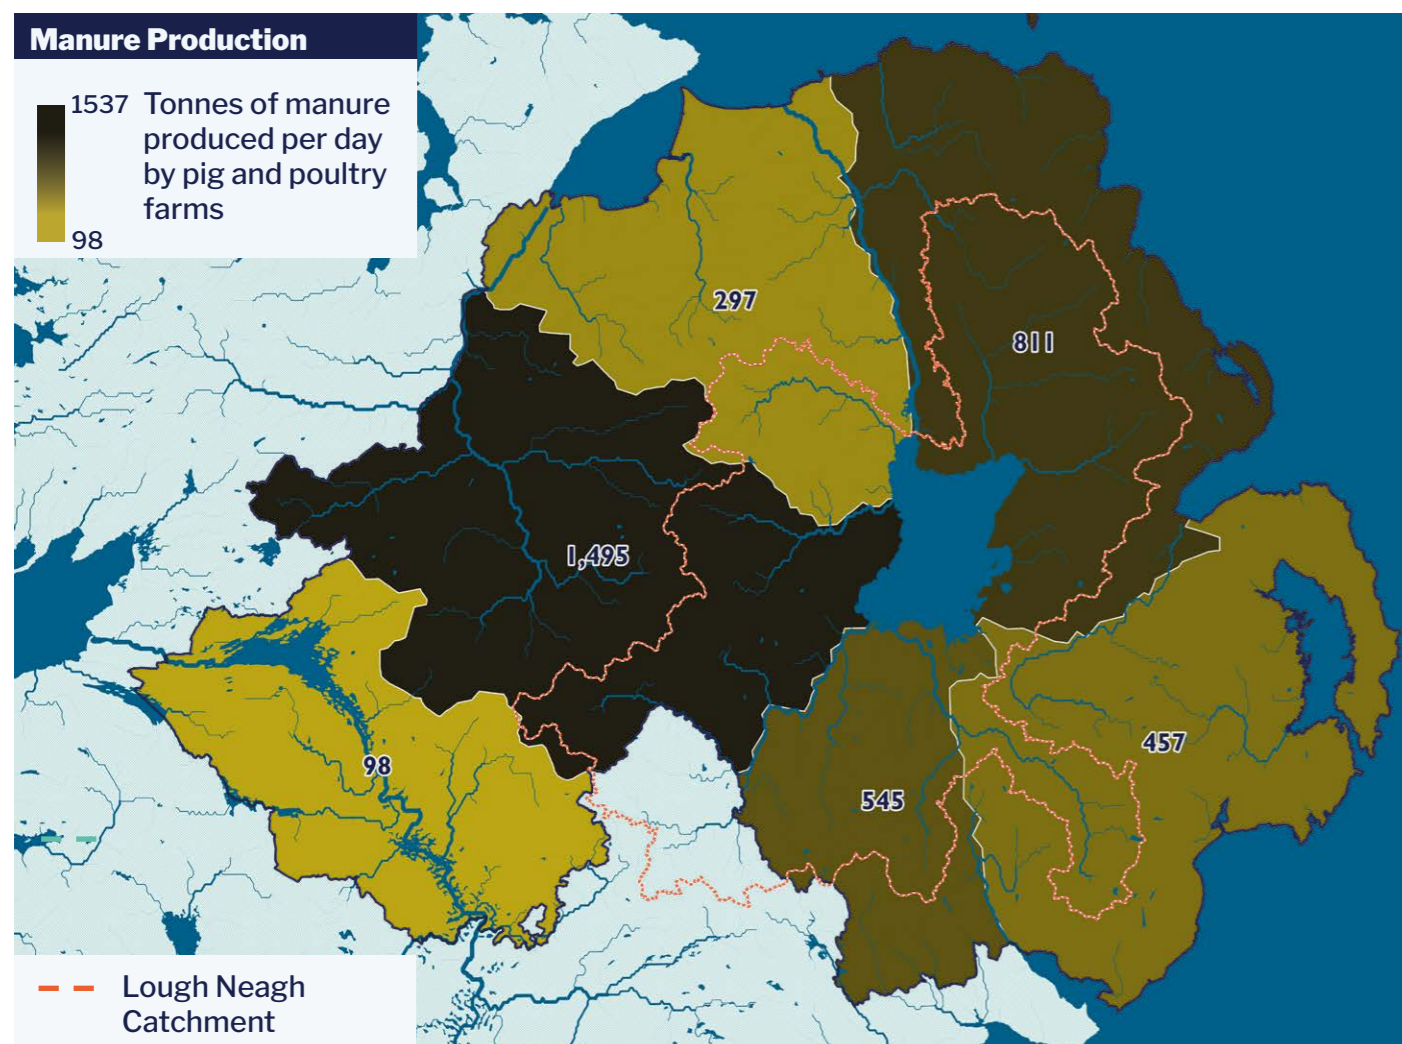 Manure Production
1537
Tonnes of manure
produced per day
by pig and poultry
farms
98
297
811
1,495
98
457
545
Lough Neagh
Catchment